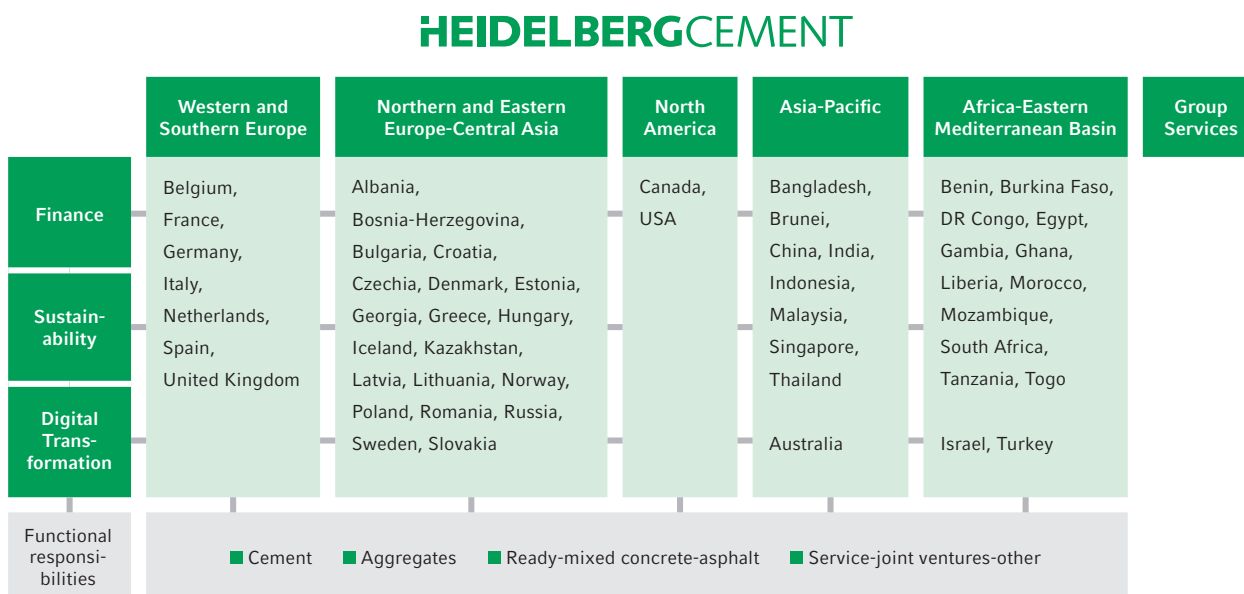 HEIDELBERGCEMENT
Western and
Southern Europe
Northern and Eastern
Europe-Central Asia
North
America
Asia-Pacific
Africa-Eastern
Mediterranean Basin
Group
Services
Finance
Sustain-
ability
Digital
Trans-
formation
Belgium,
France,
Germany,
Italy,
Netherlands,
Spain,
United Kingdom
Albania,
Bosnia-Herzegovina,
Bulgaria, Croatia,
Czechia, Denmark, Estonia,
Georgia, Greece, Hungary,
Iceland, Kazakhstan,
Latvia, Lithuania, Norway,
Poland, Romania, Russia,
Sweden, Slovakia
Canada,
USA
Bangladesh,
Brunei,
China, India,
Indonesia,
Malaysia,
Singapore,
Thailand
Australia
Benin, Burkina Faso,
DR Congo, Egypt,
Gambia, Ghana,
Liberia, Morocco,
Mozambique,
South Africa,
Tanzania, Togo
Israel, Turkey
Functional
responsi-
bilities
Cement
Aggregates
Ready-mixed concrete-asphalt
Service-joint ventures-other